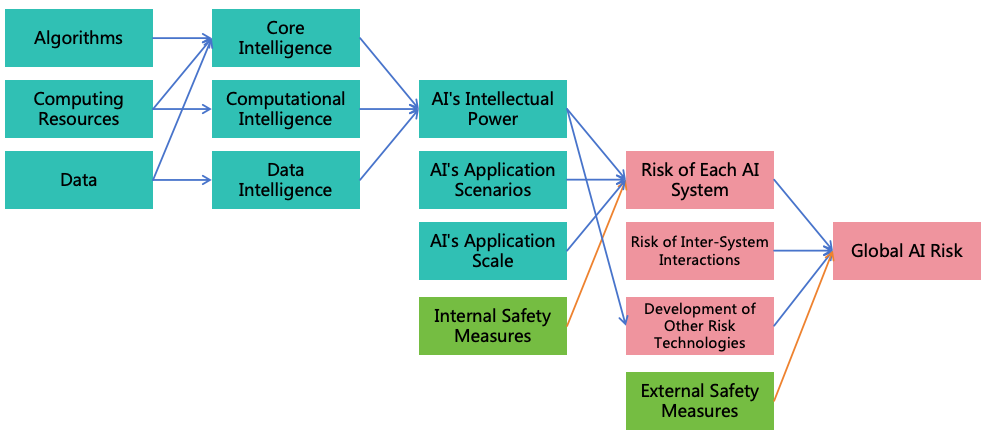 Algorithms
Core
Intelligence
Computing
Resources
Computational
Intelligence
AI's Intellectual
Power
Data
Data
Intelligence
AI's Application
Scenarios
Risk of Each AI
System
AI's Application
Scale
Risk of Inter-System
Interactions
Global AI Risk
Internal Safety
Measures
Development of
Other Risk
Technologies
External Safety
Measures